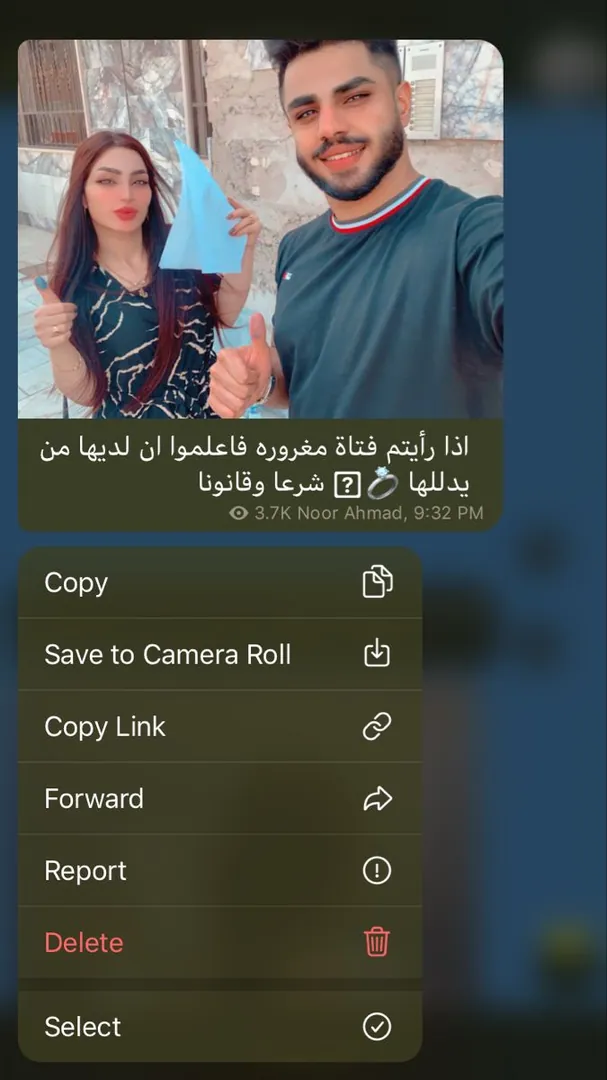 اذا رأيتم فتاة مغروره فاعلموا ان لديها من
يدللها 💍⍰ شرعا وقانونا
3.7K Noor Ahmad, 9:32 PM
Copy
Save to Camera Roll
Copy Link
Forward
Report
Delete
Select